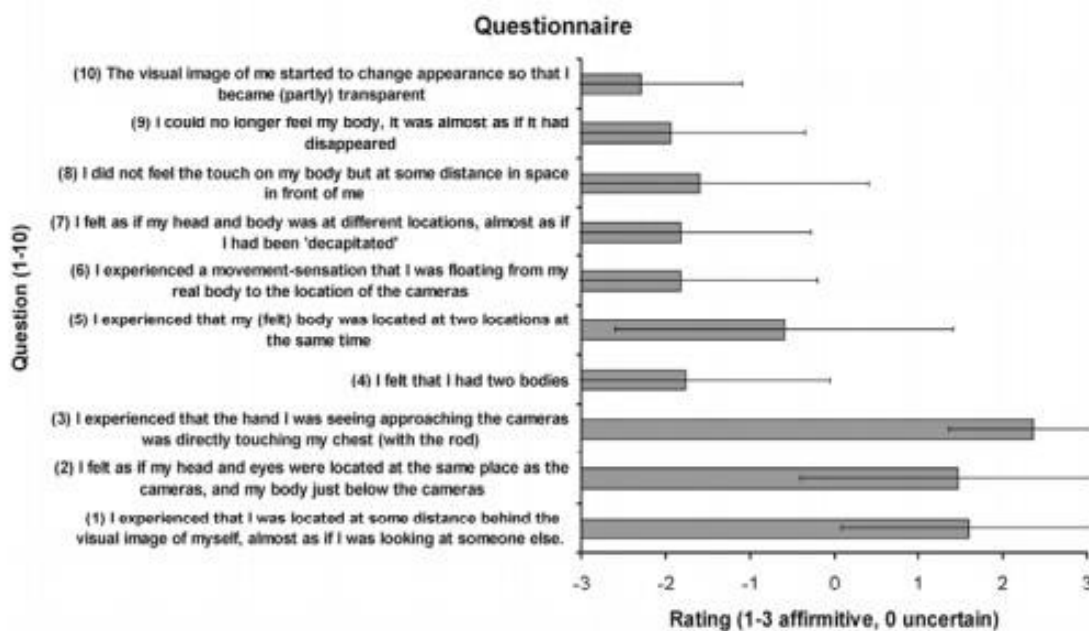 Questionnaire
(10) The visual image of me started to change appearance so that I
became (partly) transparent
(9) I could no longer feel my body, it was almost as if it had
disappeared
(8) I did not feel the touch on my body but at some distance in space
in front of me
(7) I felt as if my head and body was at different locations, almost as if
I had been 'decapitated'
(6) I experienced a movement-sensation that I was floating from my
real body to the location of the cameras
(5) I experienced that my (felt) body was located at two locations at
the same time
(4) I felt that I had two bodies
(3) I experienced that the hand I was seeing approaching the cameras
was directly touching my chest (with the rod)
(2) I felt as if my head and eyes were located at the same place as the
cameras, and my body just below the cameras
(1) I experienced that I was located at some distance behind the
visual image of myself, almost as if I was looking at someone else.
Question (1-10)
-3 -2 -1 0 1 2 3
Rating (1-3 affirmitive, 0 uncertain)